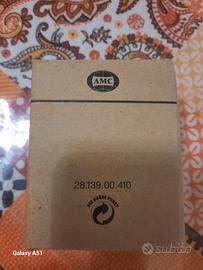 AMC
28.139.00.410
DER GRÜNE PUNKT
Galaxy A51
subito